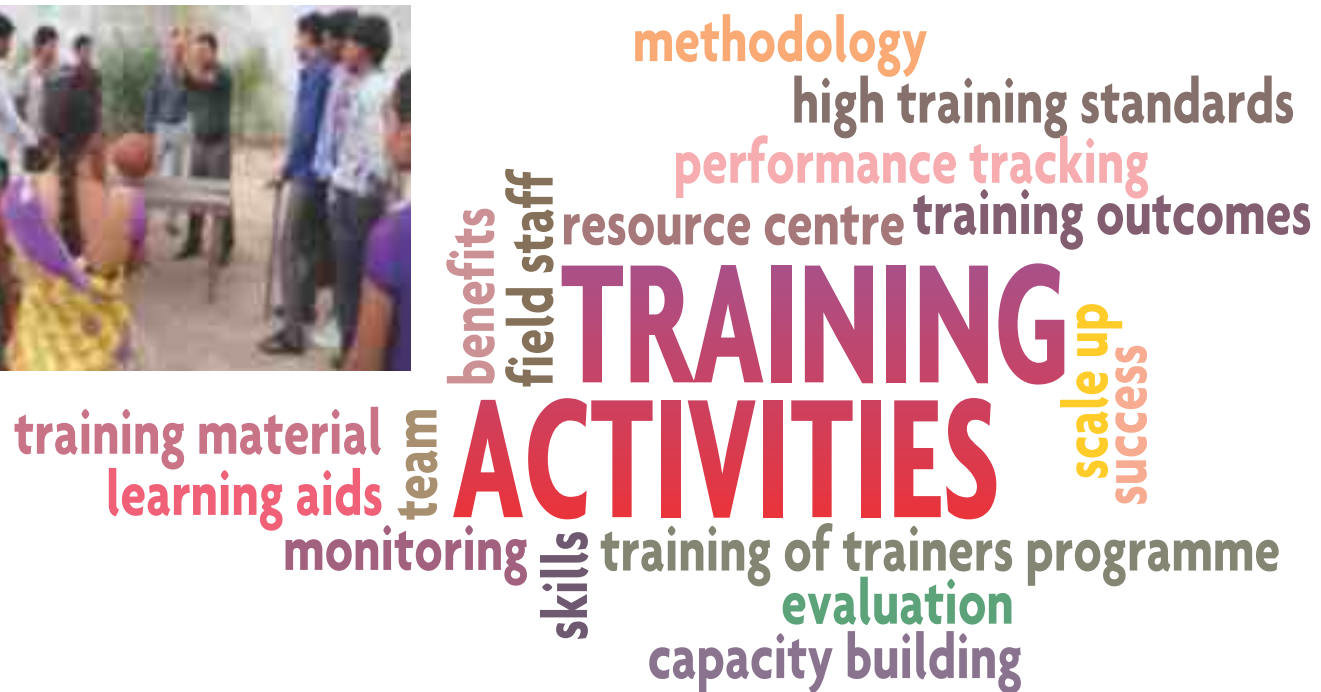 methodology
high training standards
performance tracking
benefits
field staff
resource centre
training outcomes
TRAINING
ACTIVITIES
scale up
success
training material
learning aids
team
monitoring
skills
training of trainers programme
evaluation
capacity building